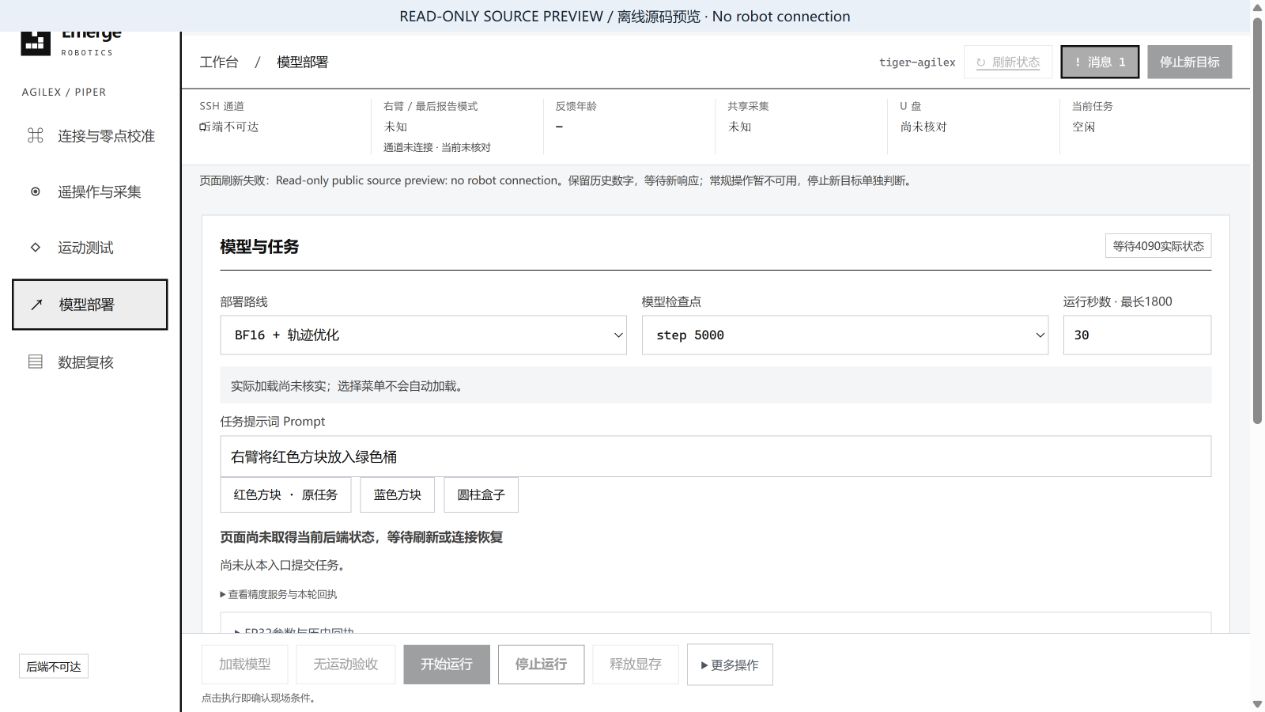 READ-ONLY SOURCE PREVIEW / 离线源码预览 · No robot connection
Emerge
ROBOTICS
AGILEX / PIPER
连接与零点校准
遥操作与采集
运动测试
模型部署
数据复核
后端不可达
工作台 / 模型部署
tiger-agilex
刷新状态
! 消息 1
停止新目标
SSH 通道
后端不可达
右臂 / 最后报告模式
未知
通道未连接 · 当前未核对
反馈年龄
—
共享采集
未知
U 盘
尚未核对
当前任务
空闲
页面刷新失败：Read-only public source preview: no robot connection。保留历史数字，等待新响应；常规操作暂不可用，停止新目标单独判断。
模型与任务
等待4090实际状态
部署路线
BF16 + 轨迹优化
模型检查点
step 5000
运行秒数 · 最长1800
30
实际加载尚未核实；选择菜单不会自动加载。
任务提示词 Prompt
右臂将红色方块放入绿色桶
红色方块 · 原任务
蓝色方块
圆柱盒子
页面尚未取得当前后端状态，等待刷新或连接恢复
尚未从本入口提交任务。
查看精度服务与本轮回执
FP32参数与历史回执
加载模型
无运动验收
开始运行
停止运行
释放显存
更多操作
点击执行即确认现场条件。